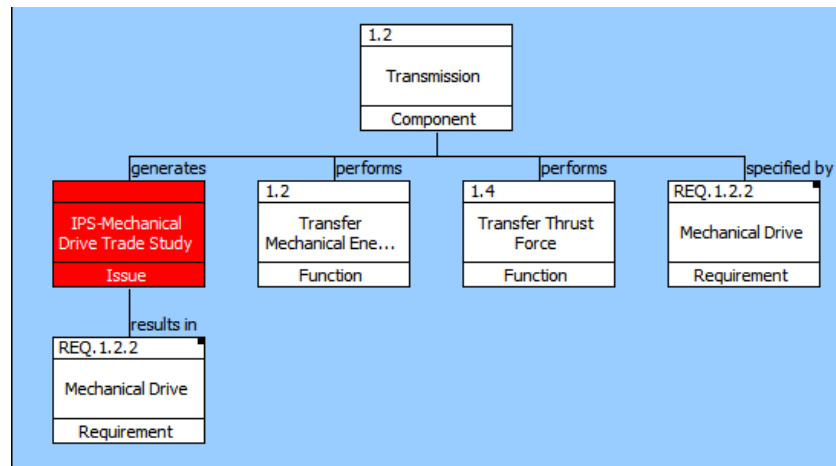 1.2
Transmission
Component
generates
performs
performs
specified by
IPS-Mechanical
Drive Trade Study
Issue
1.2
Transfer
Mechanical Ene...
Function
1.4
Transfer Thrust
Force
Function
REQ.1.2.2
Mechanical Drive
Requirement
results in
REQ.1.2.2
Mechanical Drive
Requirement